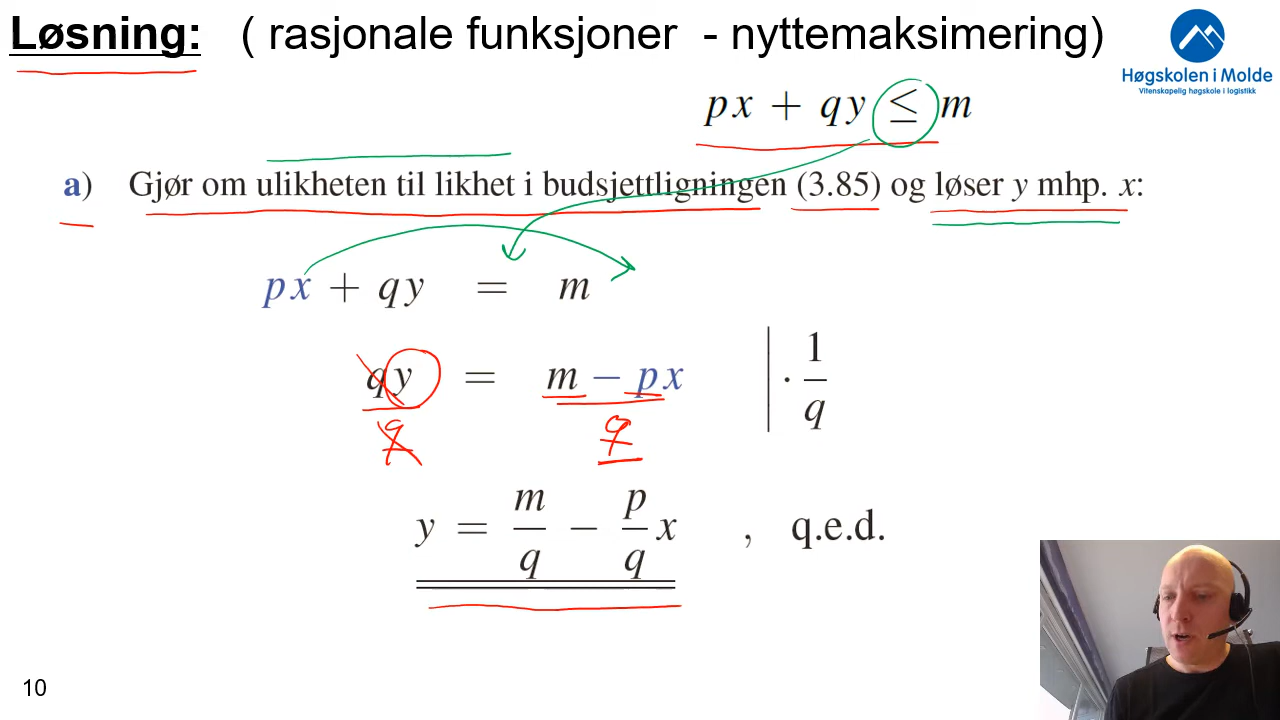 Løsning: ( rasjonale funksjoner - nyttemaksimering)
Høgskolen i Molde
Vitenskapelig høgskole i logistikk
px + qy ≤ m
a) Gjør om ulikheten til likhet i budsjettligningen (3.85) og løser y mhp. x:
px + qy = m
qy = m − px | · 1/q
q q
y = m/q − p/q x , q.e.d.
10